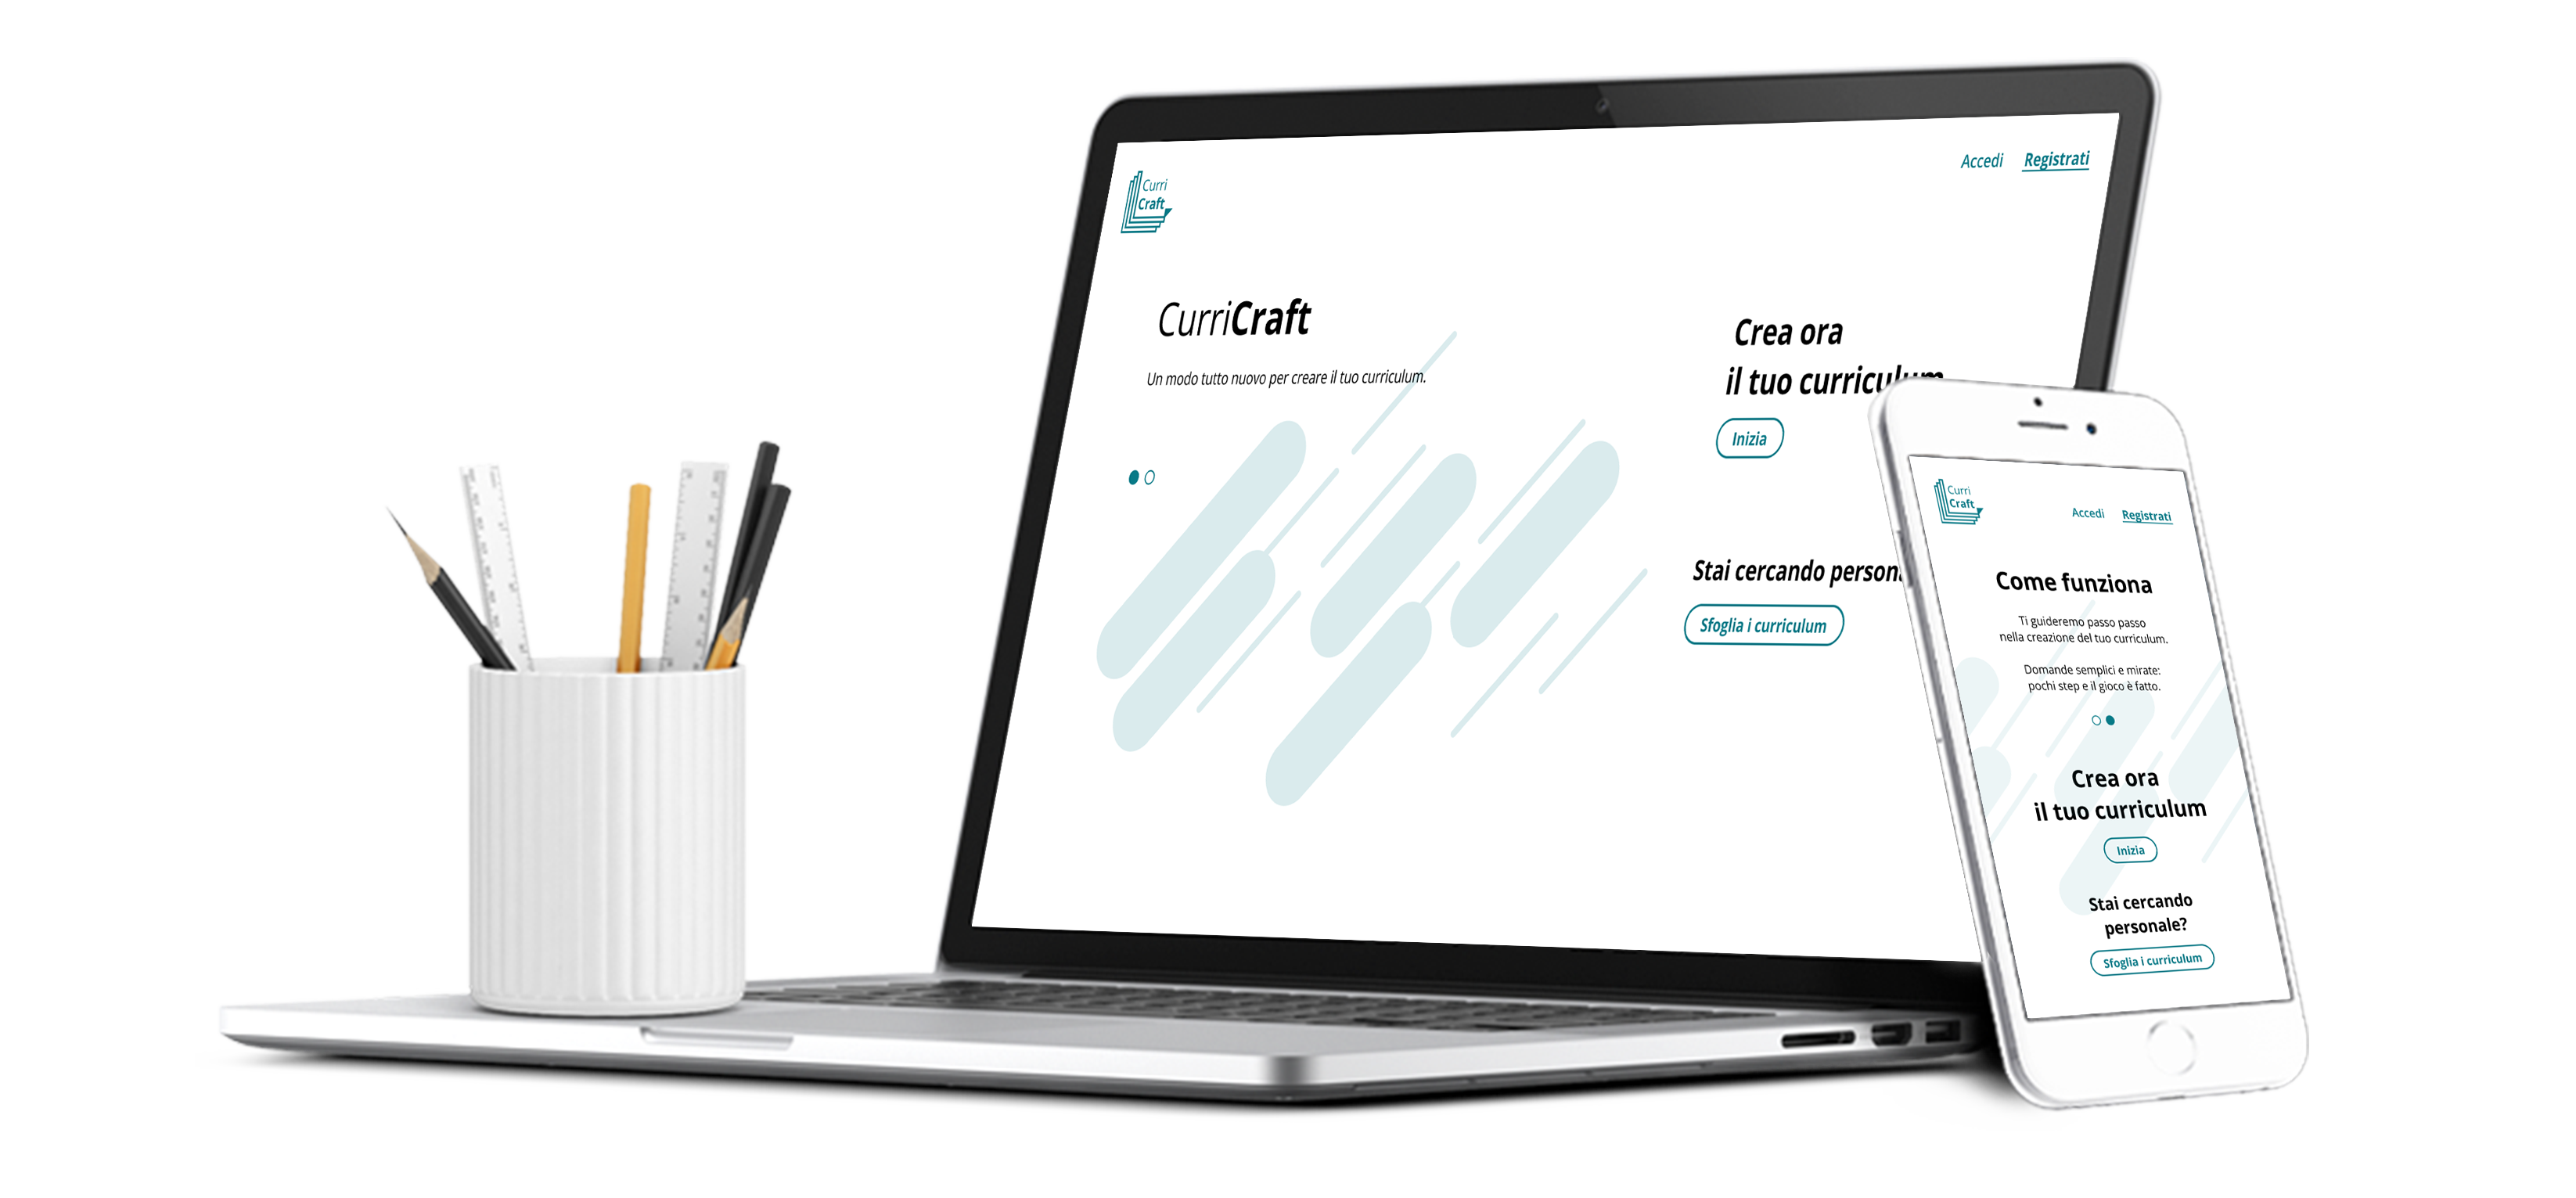 Curri
Craft
Accedi Registrati
CurriCraft
Un modo tutto nuovo per creare il tuo curriculum.
Crea ora
il tuo curriculum
Inizia
Stai cercando person
Sfoglia i curriculum
Curri
Craft
Accedi Registrati
Come funziona
Ti guideremo passo passo
nella creazione del tuo curriculum.
Domande semplici e mirate:
pochi step e il gioco è fatto.
Crea ora
il tuo curriculum
Inizia
Stai cercando
personale?
Sfoglia i curriculum